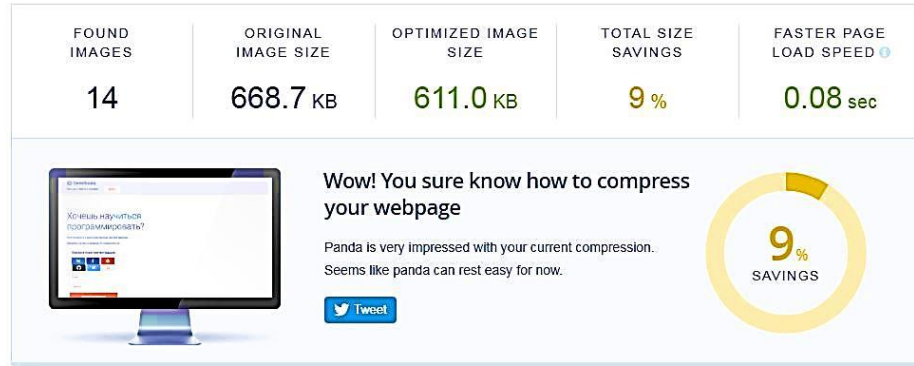 FOUND
IMAGES
14
ORIGINAL
IMAGE SIZE
668.7 KB
OPTIMIZED IMAGE
SIZE
611.0 KB
TOTAL SIZE
SAVINGS
9 %
FASTER PAGE
LOAD SPEED
0.08 sec
Хочешь научиться
программировать?
Wow! You sure know how to compress
your webpage
Panda is very impressed with your current compression.
Seems like panda can rest easy for now.
Tweet
9%
SAVINGS